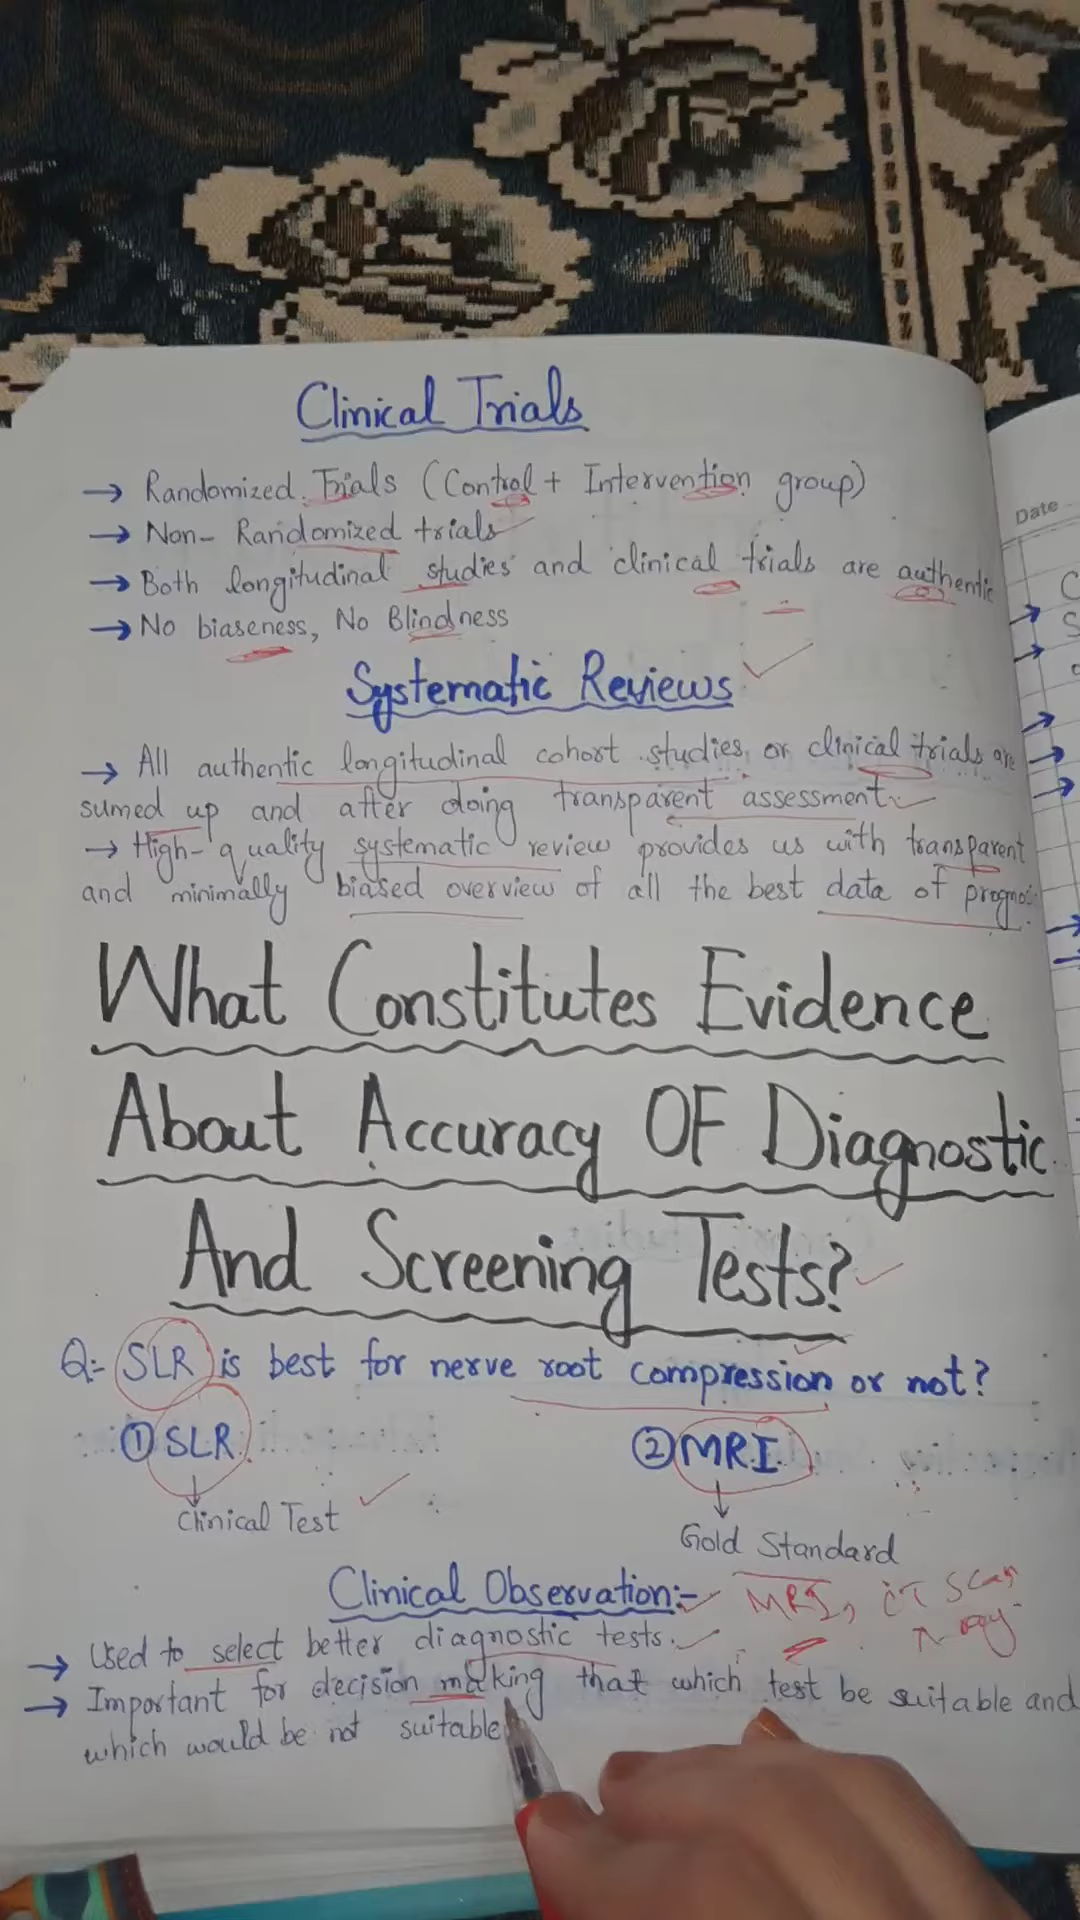 Clinical Trials
→ Randomized Trials (Control + Intervention group)
→ Non- Randomized trials
→ Both longitudinal studies and clinical trials are authentic
→ No biaseness, No Blindness
Systematic Reviews
→ All authentic longitudinal cohort studies or clinical trials are
sumed up and after doing transparent assessment.
→ High-quality systematic review provides us with transparent
and minimally biased overview of all the best data of
What Constitutes Evidence
About Accuracy OF Diagnostic
And Screening Tests?
Q:- SLR is best for nerve root compression or not?
① SLR ② MRI
Clinical Test
Gold Standard
Clinical Observation:-
MRI, CT Scan
X-ray
→ Used to select better diagnostic tests.
→ Important for decision making that which test be suitable and
which would be not suitable
Date